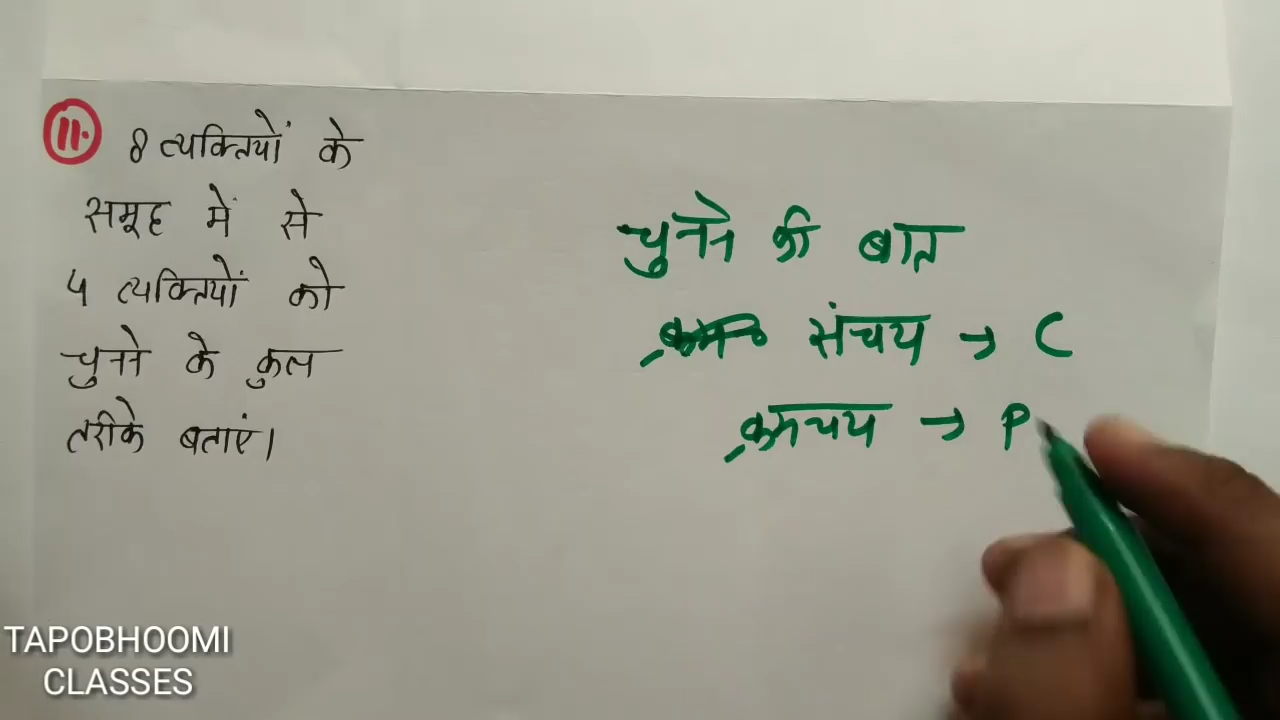 11. 8 व्यक्तियों के
समूह में से
4 व्यक्तियों को
चुनने के कुल
तरीके बताएं।
चुनने की बात
संचय → C
क्रमचय → P
TAPOBHOOMI
CLASSES